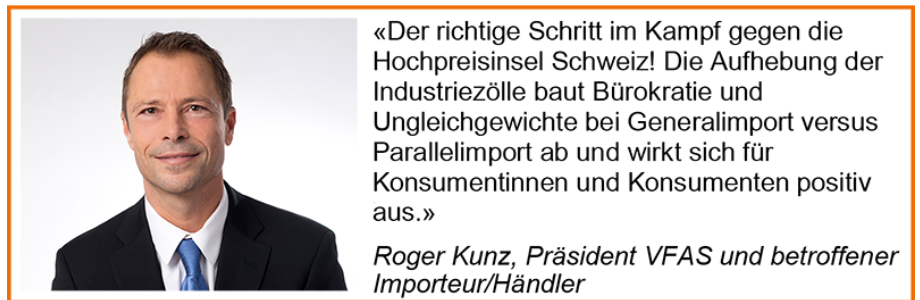 «Der richtige Schritt im Kampf gegen die
Hochpreisinsel Schweiz! Die Aufhebung der
Industriezölle baut Bürokratie und
Ungleichgewichte bei Generalimport versus
Parallelimport ab und wirkt sich für
Konsumentinnen und Konsumenten positiv
aus.»
Roger Kunz, Präsident VFAS und betroffener
Importeur/Händler